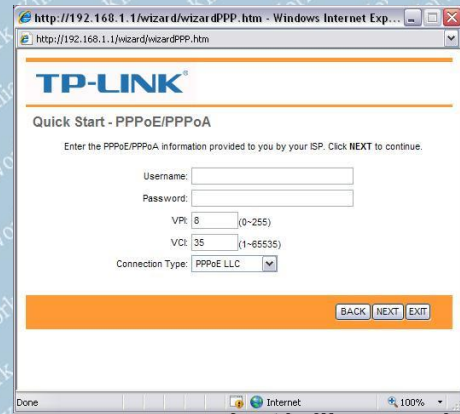 http://192.168.1.1/wizard/wizardPPP.htm - Windows Internet Exp...
http://192.168.1.1/wizard/wizardPPP.htm
TP-LINK®
Quick Start - PPPoE/PPPoA
Enter the PPPoE/PPPoA information provided to you by your ISP. Click NEXT to continue.
Username:
Password:
VPI: 8 (0~255)
VCI: 35 (1~65535)
Connection Type: PPPoE LLC
BACK NEXT EXIT
Done Internet 100%